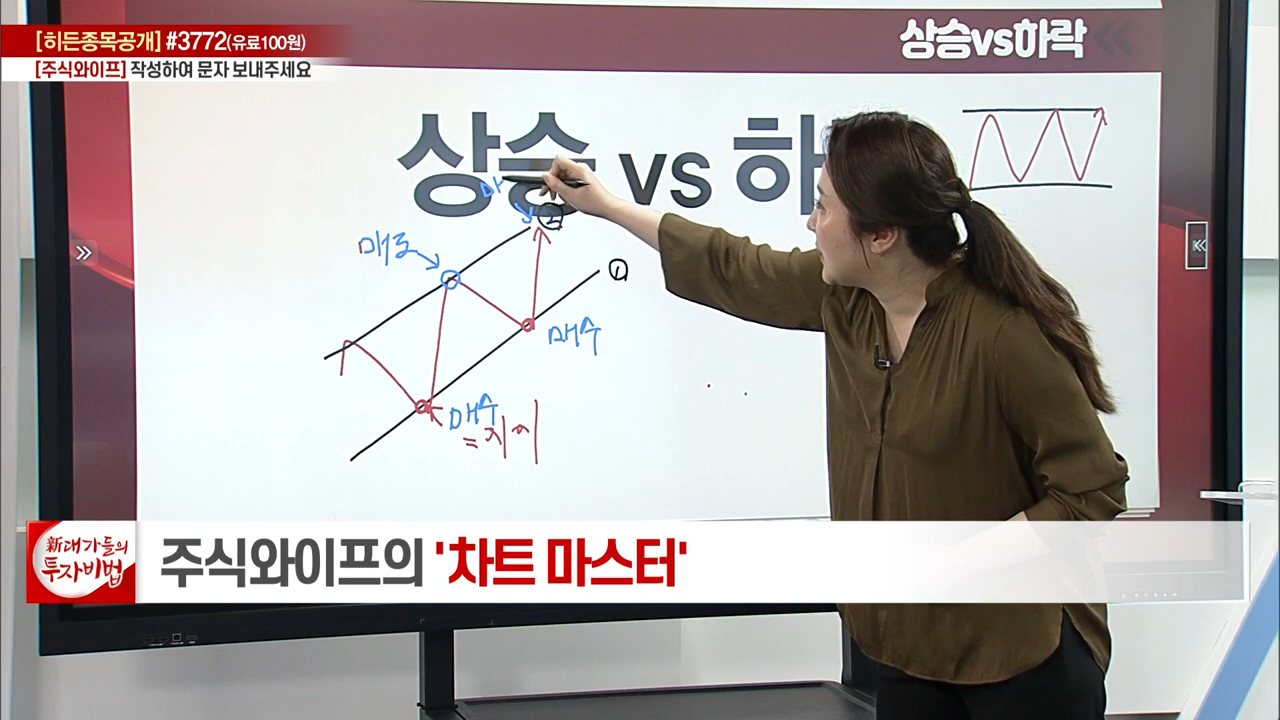 [히든종목공개] #3772(유료100원)
[주식와이프] 작성하여 문자 보내주세요
상승vs하락
상승 vs 하
매도
②
①
매수
매수
= 지지
新대가들의
투자비법
주식와이프의 '차트 마스터'